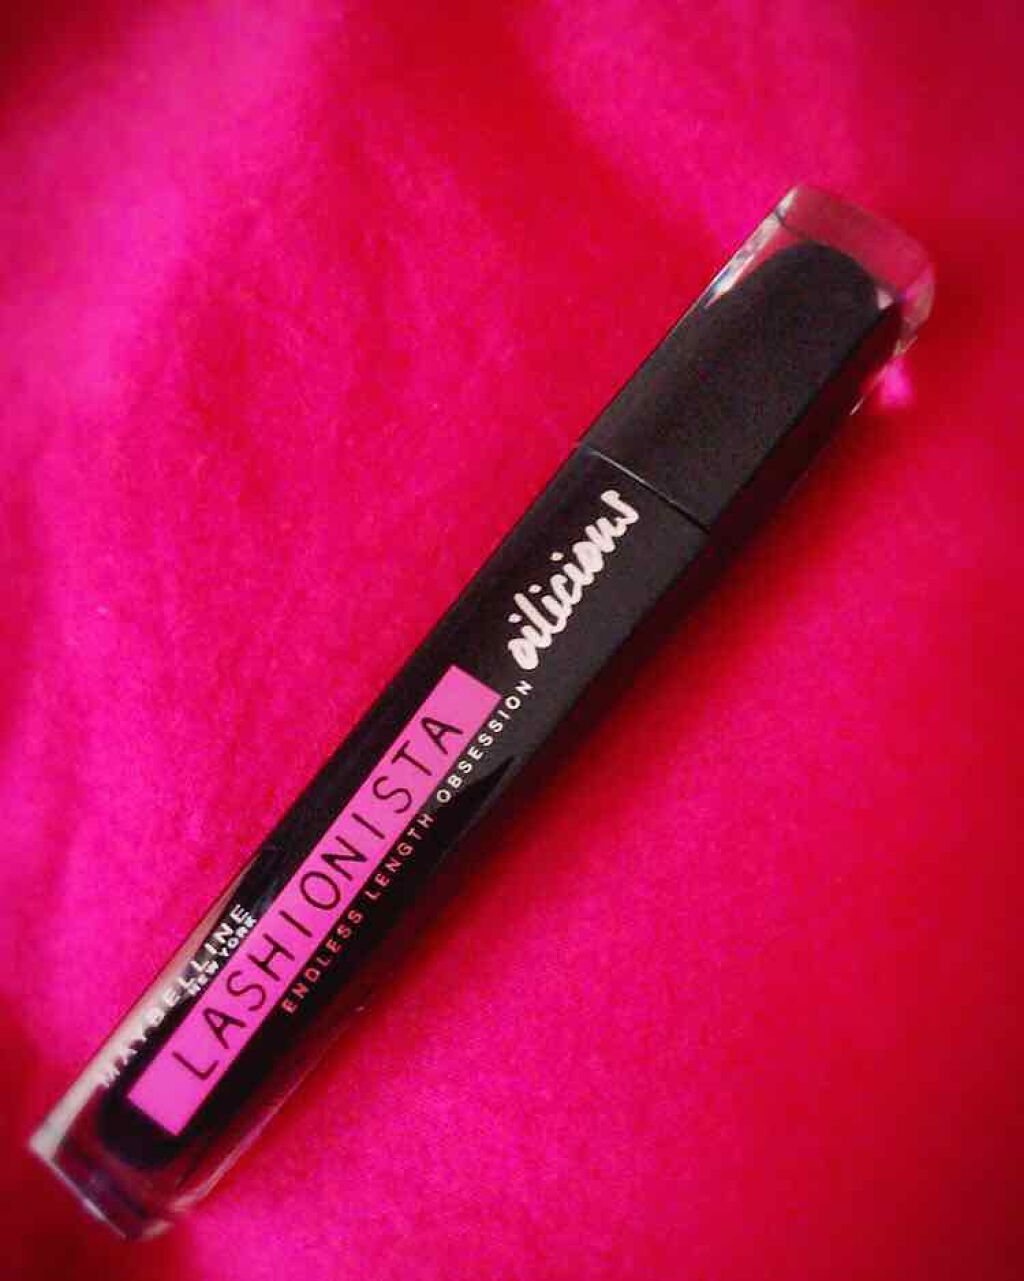 MAYBELLINE
NEW YORK
LASHIONISTA
ENDLESS LENGTH OBSESSION
oilicious